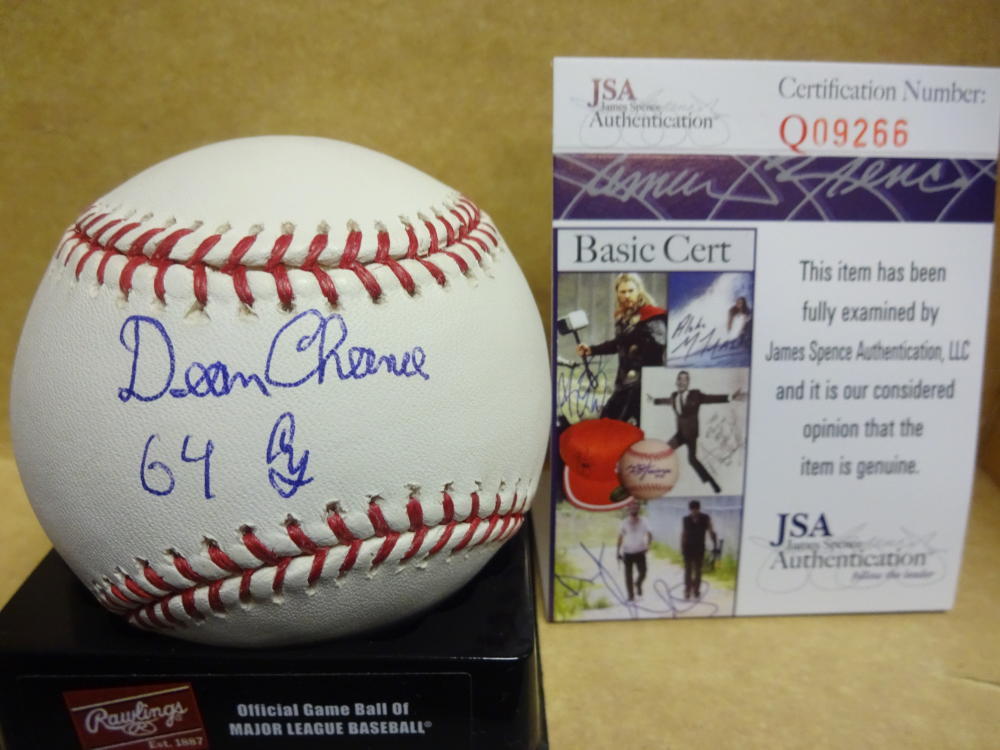 Dean Chance
64 CY
Rawlings
Est. 1887
Official Game Ball Of
MAJOR LEAGUE BASEBALL®
JSA
James Spence
Authentication
Certification Number:
Q09266
James Spence
Basic Cert
This item has been
fully examined by
James Spence Authentication, LLC
and it is our considered
opinion that the
item is genuine.
JSA
James Spence
Authentication
follow the leader